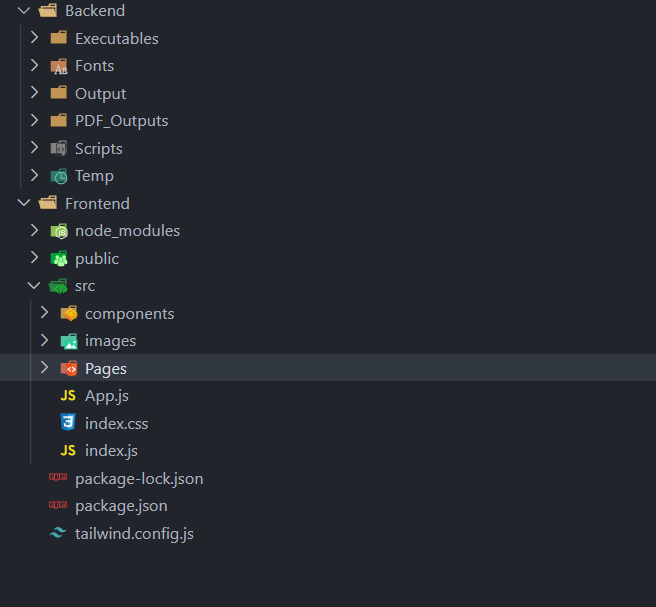 Backend
Executables
Fonts
Output
PDF_Outputs
Scripts
Temp
Frontend
node_modules
public
src
components
images
Pages
JS App.js
index.css
JS index.js
package-lock.json
package.json
tailwind.config.js